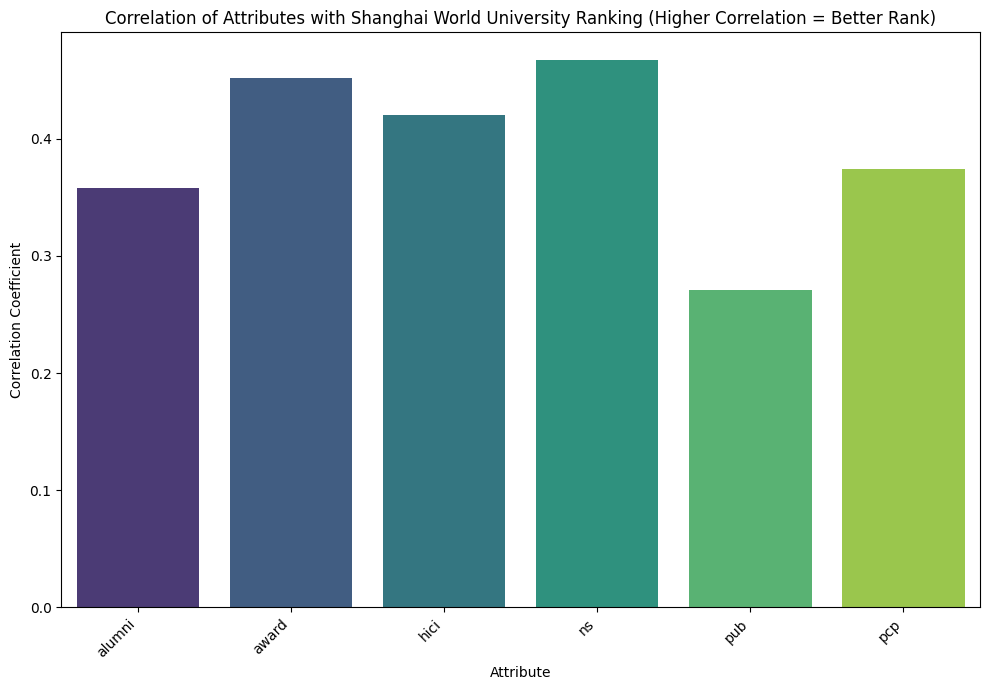 Correlation of Attributes with Shanghai World University Ranking (Higher Correlation = Better Rank)
Correlation Coefficient
0.4
0.3
0.2
0.1
0.0
alumni
award
hici
ns
pub
pcp
Attribute